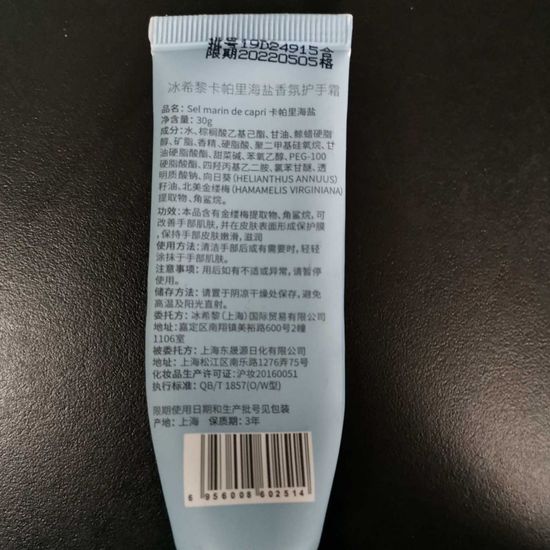 批号19D24915合
限期20220505格
冰希黎卡帕里海盐香氛护手霜
品名：Sel marin de capri 卡帕里海盐
净含量：30g
成分：水、棕榈酸乙基己酯、甘油、鲸蜡硬脂
醇、矿脂、香精、硬脂酸、聚二甲基硅氧烷、甘
油硬脂酸酯、甜菜碱、苯氧乙醇、PEG-100
硬脂酸酯、四羟丙基乙二胺、氯苯甘醚、透
明质酸钠、向日葵（HELIANTHUS ANNUUS）
籽油、北美金缕梅（HAMAMELIS VIRGINIANA）
提取物、角鲨烷。
功效：本品含有金缕梅提取物、角鲨烷，可
改善手部肌肤，并在皮肤表面形成保护膜
，保持手部皮肤嫩滑，滋润
使用方法：清洁手部后或有需要时，轻轻
涂抹于手部肌肤。
注意事项：用后如有不适或异常，请暂停
使用。
储存方法：请置于阴凉干燥处保存，避免
高温及阳光直射。
委托方：冰希黎（上海）国际贸易有限公司
地址：嘉定区南翔镇美裕路600号2幢
1106室
被委托方：上海东晟源日化有限公司
地址：上海松江区南乐路1276弄75号
化妆品生产许可证：沪妆20160051
执行标准：QB/T 1857(O/W型)
限期使用日期和生产批号见包装
产地：上海 保质期：3年
6 956008 602514